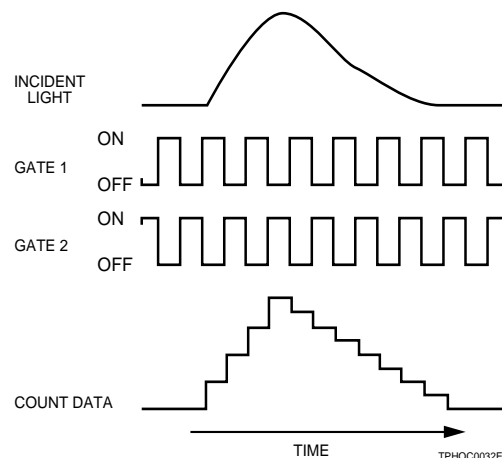 INCIDENT
LIGHT
ON
GATE 1
OFF
ON
GATE 2
OFF
COUNT DATA
TIME
TPHOC0032E